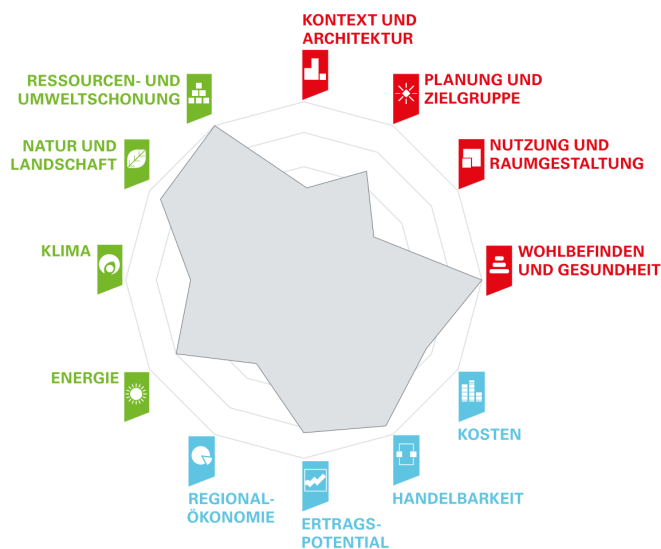 KONTEXT UND
ARCHITEKTUR
PLANUNG UND
ZIELGRUPPE
NUTZUNG UND
RAUMGESTALTUNG
WOHLBEFINDEN
UND GESUNDHEIT
KOSTEN
HANDELBARKEIT
ERTRAGS-
POTENTIAL
REGIONAL-
ÖKONOMIE
ENERGIE
KLIMA
NATUR UND
LANDSCHAFT
RESSOURCEN- UND
UMWELTSCHONUNG